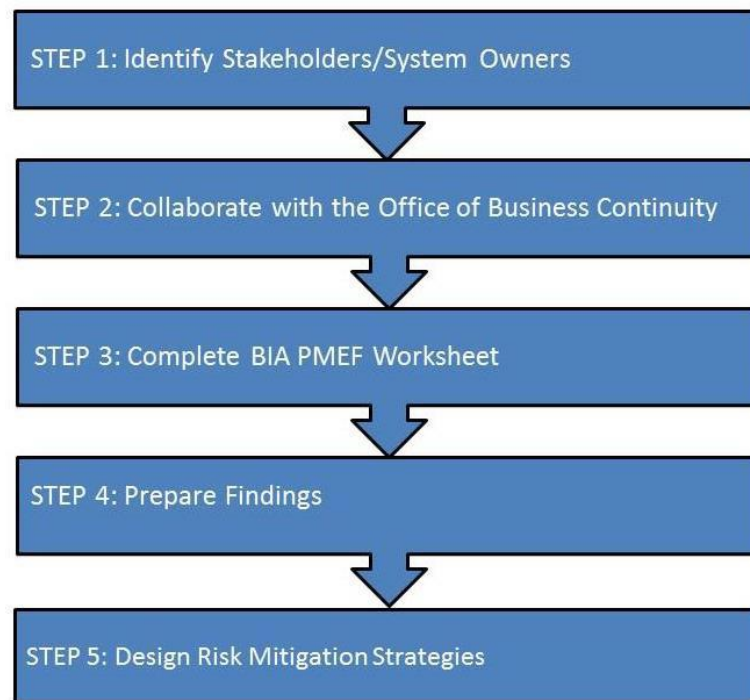 STEP 1: Identify Stakeholders/System Owners
STEP 2: Collaborate with the Office of Business Continuity
STEP 3: Complete BIA PMEF Worksheet
STEP 4: Prepare Findings
STEP 5: Design Risk Mitigation Strategies